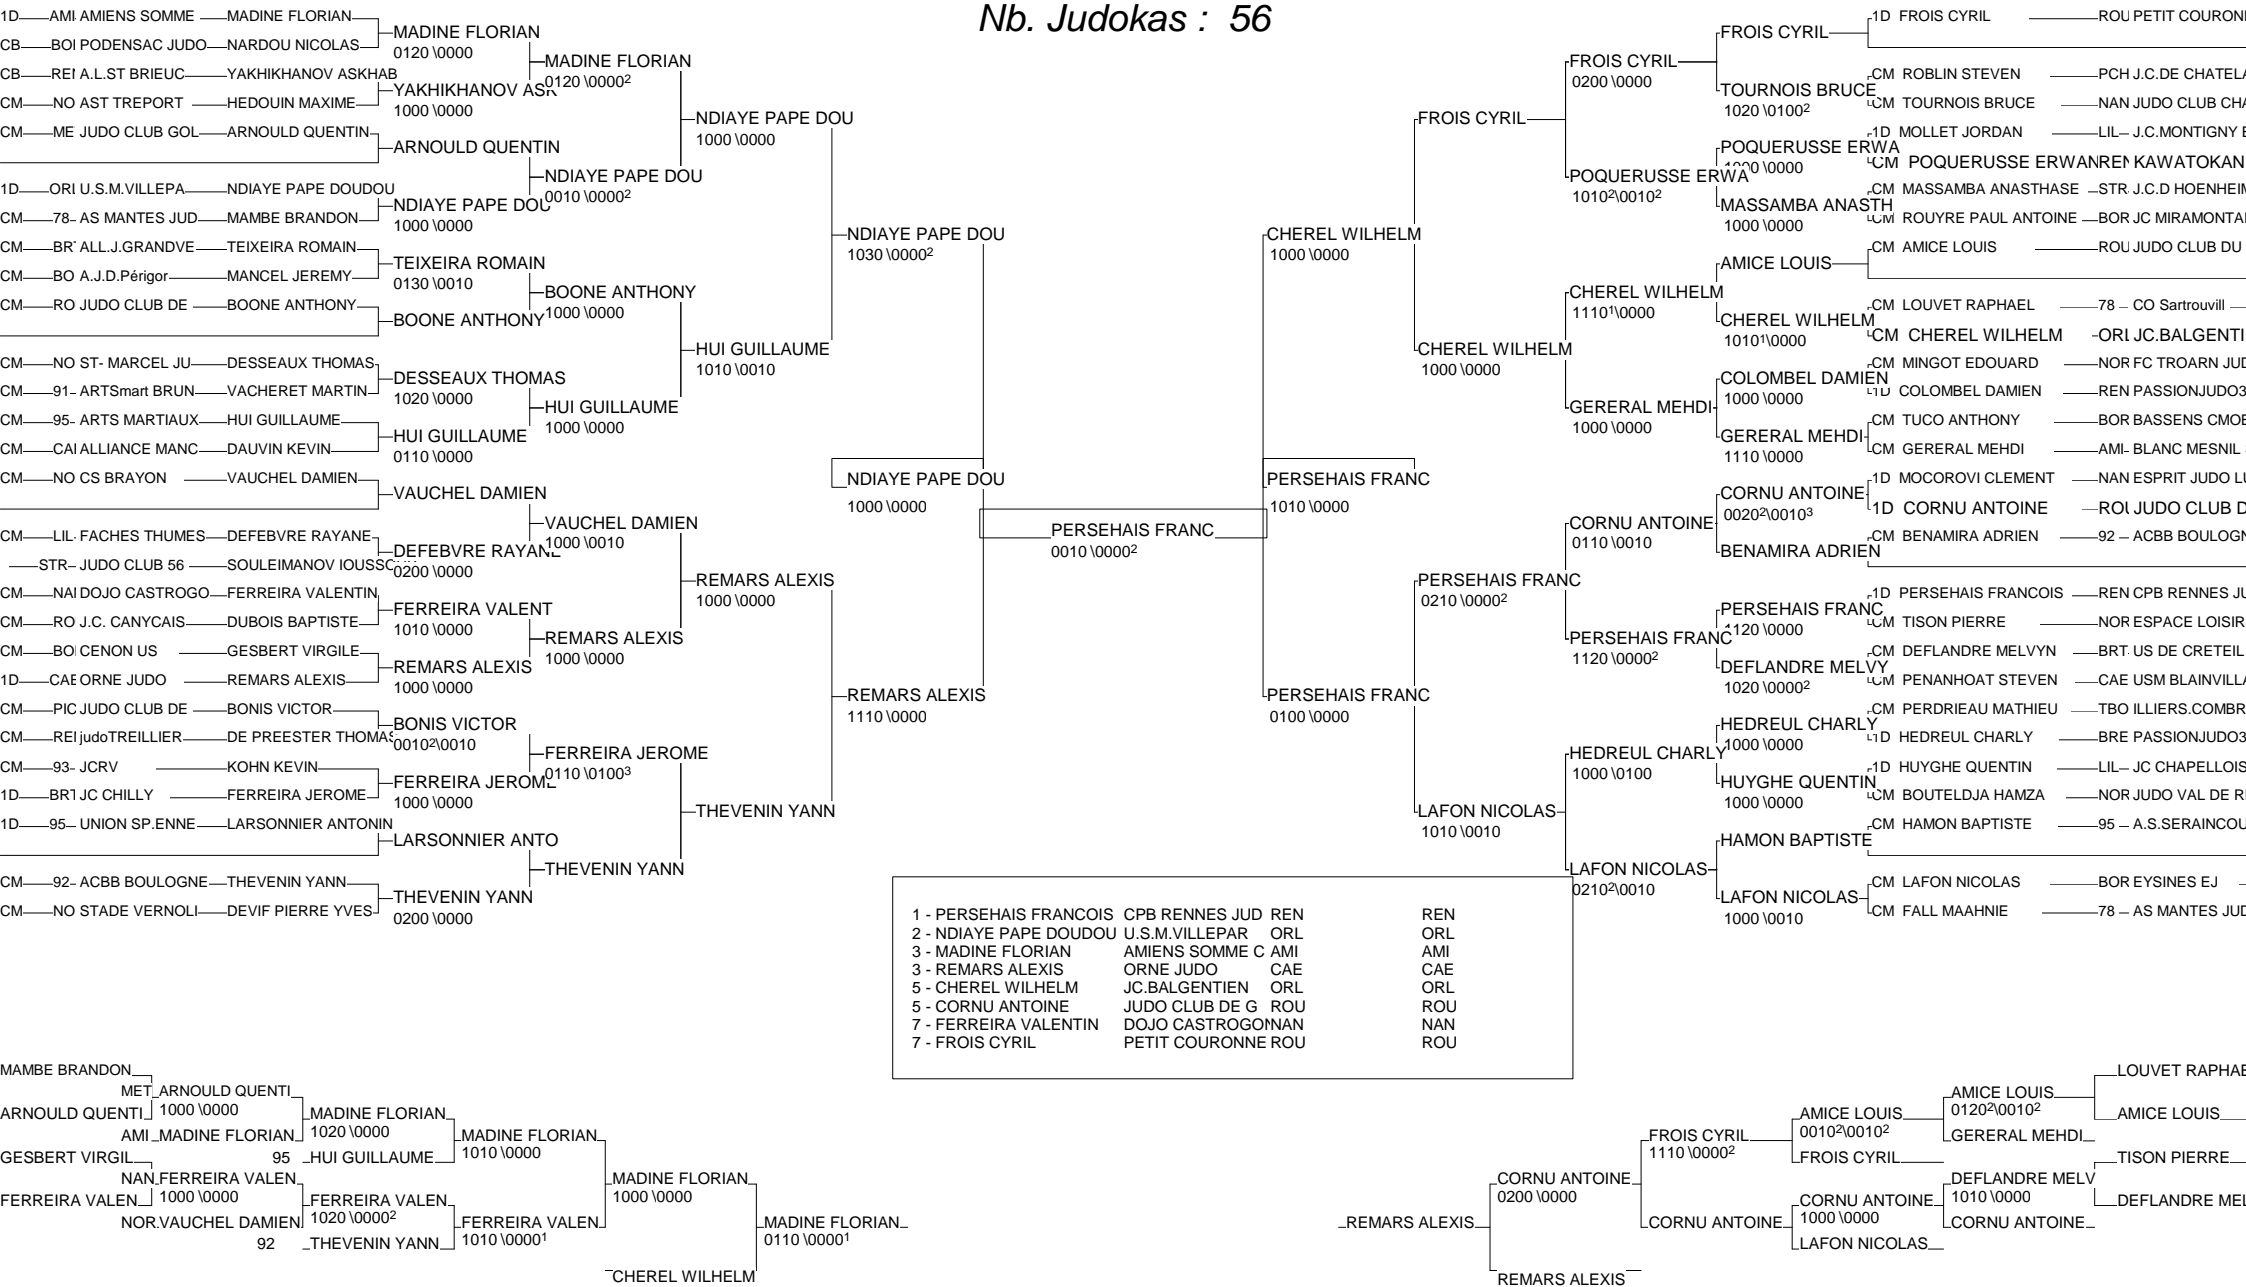 Nb. Judokas : 56
1D AMI AMIENS SOMME MADINE FLORIAN
CB BOI PODENSAC JUDO NARDOU NICOLAS
CB REI A.L.ST BRIEUC YAKHIKHANOV ASKHAB
CM NO AST TREPORT HEDOUIN MAXIME
CM ME JUDO CLUB GOL ARNOULD QUENTIN
1D ORL U.S.M.VILLEPA NDIAYE PAPE DOUDOU
CM 78 AS MANTES JUD MAMBE BRANDON
CM BRT ALL.J.GRANDVE TEIXEIRA ROMAIN
CM BO A.J.D.Périgor MANCEL JEREMY
CM RO JUDO CLUB DE BOONE ANTHONY
CM NO ST- MARCEL JU DESSEAUX THOMAS
CM 91 ARTSmart BRUN VACHERET MARTIN
CM 95 ARTS MARTIAUX HUI GUILLAUME
CM CAI ALLIANCE MANC DAUVIN KEVIN
CM NO CS BRAYON VAUCHEL DAMIEN
CM LIL FACHES THUMES DEFEBVRE RAYANE
STR JUDO CLUB 56 SOULEIMANOV IOUSSO
CM NAI DOJO CASTROGO FERREIRA VALENTIN
CM RO J.C. CANYCAIS DUBOIS BAPTISTE
CM BOI CENON US GESBERT VIRGILE
1D CAE ORNE JUDO REMARS ALEXIS
CM PIC JUDO CLUB DE BONIS VICTOR
CM REI judoTREILLIER DE PREESTER THOMAS
CM 93 JCRV KOHN KEVIN
1D BRT JC CHILLY FERREIRA JEROME
1D 95 UNION SP.ENNE LARSONNIER ANTONIN
CM 92 ACBB BOULOGNE THEVENIN YANN
CM NO STADE VERNOLI DEVIF PIERRE YVES
MADINE FLORIAN
0120 \0000
YAKHIKHANOV ASK
1000 \0000
ARNOULD QUENTIN
NDIAYE PAPE DOU
1000 \0000
TEIXEIRA ROMAIN
0130 \0010
BOONE ANTHONY
DESSEAUX THOMAS
1020 \0000
HUI GUILLAUME
0110 \0000
VAUCHEL DAMIEN
DEFEBVRE RAYANE
0200 \0000
FERREIRA VALENT
1010 \0000
REMARS ALEXIS
1000 \0000
BONIS VICTOR
0010²\0010
FERREIRA JEROME
1000 \0000
LARSONNIER ANTO
THEVENIN YANN
0200 \0000
MADINE FLORIAN
0120 \0000²
NDIAYE PAPE DOU
0010 \0000²
BOONE ANTHONY
1000 \0000
HUI GUILLAUME
1000 \0000
VAUCHEL DAMIEN
1000 \0010
REMARS ALEXIS
1000 \0000
FERREIRA JEROME
0110 \0100³
THEVENIN YANN
NDIAYE PAPE DOU
1000 \0000
HUI GUILLAUME
1010 \0010
REMARS ALEXIS
1000 \0000
THEVENIN YANN
NDIAYE PAPE DOU
1030 \0000²
REMARS ALEXIS
1110 \0000
NDIAYE PAPE DOU
1000 \0000
PERSEHAIS FRANC
0010 \0000²
PERSEHAIS FRANC
1010 \0000
CHEREL WILHELM
1000 \0000
PERSEHAIS FRANC
0100 \0000
FROIS CYRIL
CHEREL WILHELM
1000 \0000
PERSEHAIS FRANC
0210 \0000²
LAFON NICOLAS
1010 \0010
FROIS CYRIL
0200 \0000
POQUERUSSE ERWA
1010²\0010²
CHEREL WILHELM
1110¹\0000
GERERAL MEHDI
1000 \0000
CORNU ANTOINE
0110 \0010
PERSEHAIS FRANC
1120 \0000²
HEDREUL CHARLY
1000 \0100
LAFON NICOLAS
0210²\0010
FROIS CYRIL
TOURNOIS BRUCE
1020 \0100²
POQUERUSSE ERWA
1000 \0000
MASSAMBA ANASTH
1000 \0000
AMICE LOUIS
CHEREL WILHELM
1010¹\0000
COLOMBEL DAMIEN
1000 \0000
GERERAL MEHDI
1110 \0000
CORNU ANTOINE
0020²\0010³
BENAMIRA ADRIEN
PERSEHAIS FRANC
1120 \0000
DEFLANDRE MELVY
1020 \0000²
HEDREUL CHARLY
1000 \0000
HUYGHE QUENTIN
1000 \0000
HAMON BAPTISTE
LAFON NICOLAS
1000 \0010
1D FROIS CYRIL ROU PETIT COURON
CM ROBLIN STEVEN PCH J.C.DE CHATELA
CM TOURNOIS BRUCE NAN JUDO CLUB CHA
1D MOLLET JORDAN LIL J.C.MONTIGNY E
CM POQUERUSSE ERWAN REN KAWATOKAN
CM MASSAMBA ANASTHASE STR J.C.D HOENHEIM
CM ROUYRE PAUL ANTOINE BOR JC MIRAMONTA
CM AMICE LOUIS ROU JUDO CLUB DU
CM LOUVET RAPHAEL 78 CO Sartrouvill
CM CHEREL WILHELM ORL JC.BALGENTI
CM MINGOT EDOUARD NOR FC TROARN JUD
1D COLOMBEL DAMIEN REN PASSIONJUDO3
CM TUCO ANTHONY BOR BASSENS CMOB
CM GERERAL MEHDI AMI BLANC MESNIL
1D MOCOROVI CLEMENT NAN ESPRIT JUDO LU
1D CORNU ANTOINE ROU JUDO CLUB D
CM BENAMIRA ADRIEN 92 ACBB BOULOGN
1D PERSEHAIS FRANCOIS REN CPB RENNES JU
CM TISON PIERRE NOR ESPACE LOISIR
CM DEFLANDRE MELVYN BRT US DE CRETEIL
CM PENANHOAT STEVEN CAE USM BLAINVILLA
CM PERDRIEAU MATHIEU TBO ILLIERS.COMBR
1D HEDREUL CHARLY BRE PASSIONJUDO3
1D HUYGHE QUENTIN LIL JC CHAPELLOIS
CM BOUTELDJA HAMZA NOR JUDO VAL DE R
CM HAMON BAPTISTE 95 A.S.SERAINCOU
CM LAFON NICOLAS BOR EYSINES EJ
CM FALL MAAHNIE 78 AS MANTES JUD
1 - PERSEHAIS FRANCOIS CPB RENNES JUD REN REN
2 - NDIAYE PAPE DOUDOU U.S.M.VILLEPAR ORL ORL
3 - MADINE FLORIAN AMIENS SOMME C AMI AMI
3 - REMARS ALEXIS ORNE JUDO CAE CAE
5 - CHEREL WILHELM JC.BALGENTIEN ORL ORL
5 - CORNU ANTOINE JUDO CLUB DE G ROU ROU
7 - FERREIRA VALENTIN DOJO CASTROGON NAN NAN
7 - FROIS CYRIL PETIT COURONNE ROU ROU
MAMBE BRANDON
ARNOULD QUENTI
GESBERT VIRGIL
FERREIRA VALEN
MET ARNOULD QUENTI
1000 \0000
AMI MADINE FLORIAN
NAN FERREIRA VALEN
1000 \0000
NOR VAUCHEL DAMIEN
MADINE FLORIAN
1020 \0000
95 HUI GUILLAUME
FERREIRA VALEN
1020 \0000²
92 THEVENIN YANN
MADINE FLORIAN
1010 \0000
FERREIRA VALEN
1010 \0000¹
MADINE FLORIAN
1000 \0000
CHEREL WILHELM
MADINE FLORIAN
0110 \0000¹
REMARS ALEXIS
CORNU ANTOINE
0200 \0000
REMARS ALEXIS
FROIS CYRIL
1110 \0000²
CORNU ANTOINE
AMICE LOUIS
0010²\0010²
FROIS CYRIL
CORNU ANTOINE
1000 \0000
LAFON NICOLAS
AMICE LOUIS
0120²\0010²
GERERAL MEHDI
DEFLANDRE MELV
1010 \0000
CORNU ANTOINE
LOUVET RAPHAE
AMICE LOUIS
TISON PIERRE
DEFLANDRE MEL